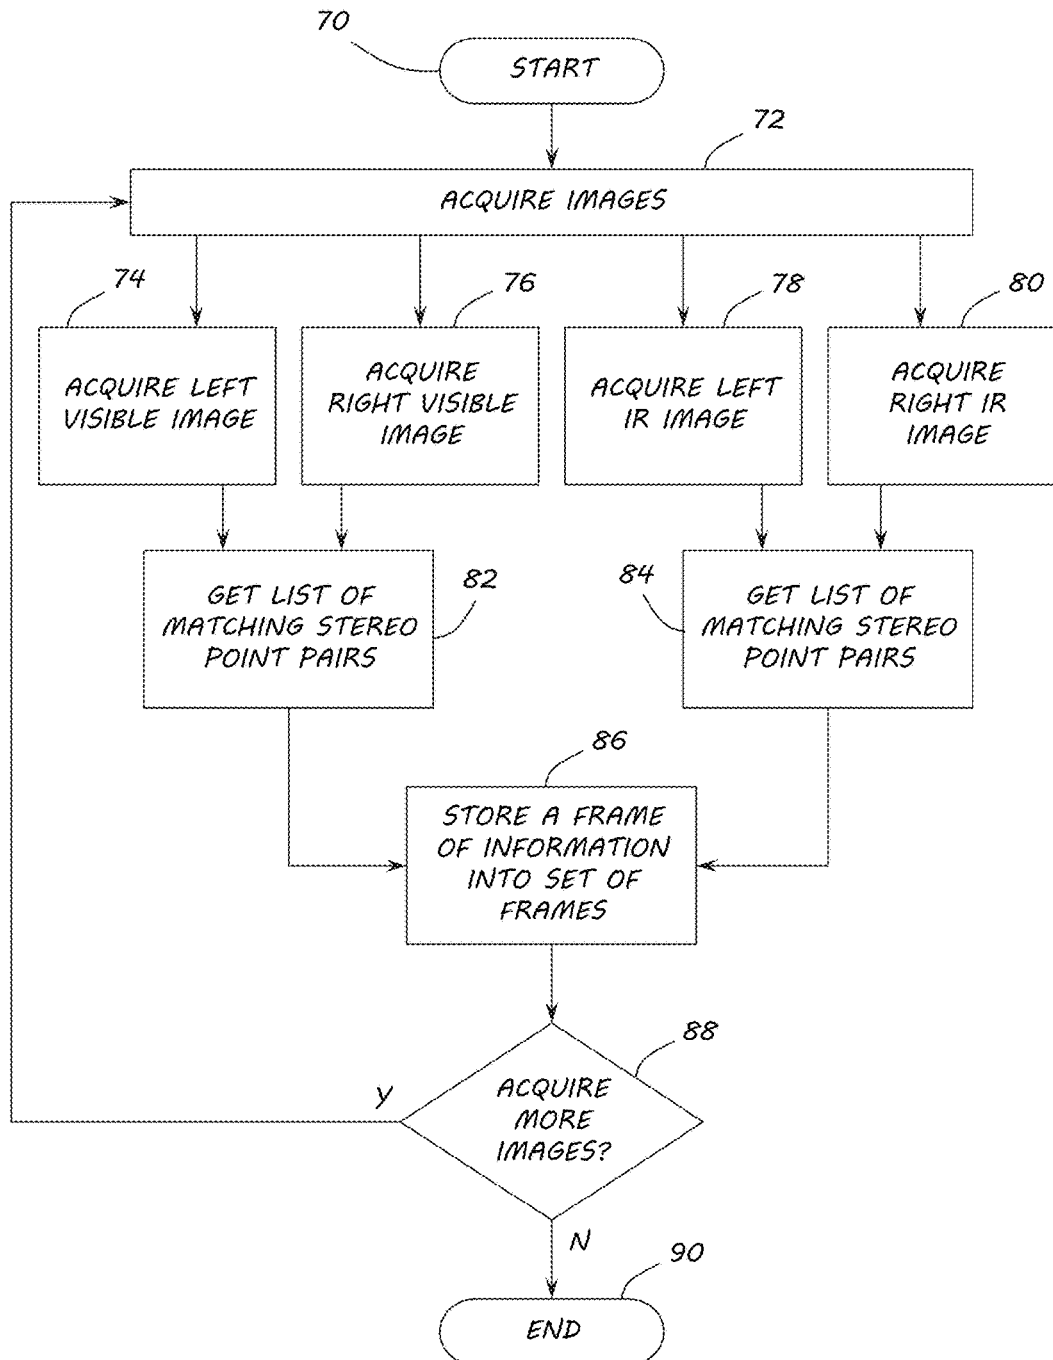 70
START
72
ACQUIRE IMAGES
74
76
78
80
ACQUIRE LEFT
VISIBLE IMAGE
ACQUIRE
RIGHT VISIBLE
IMAGE
ACQUIRE LEFT
IR IMAGE
ACQUIRE
RIGHT IR
IMAGE
GET LIST OF
MATCHING STEREO
POINT PAIRS
82
84
GET LIST OF
MATCHING STEREO
POINT PAIRS
86
STORE A FRAME
OF INFORMATION
INTO SET OF
FRAMES
88
ACQUIRE
MORE
IMAGES?
Y
N
90
END